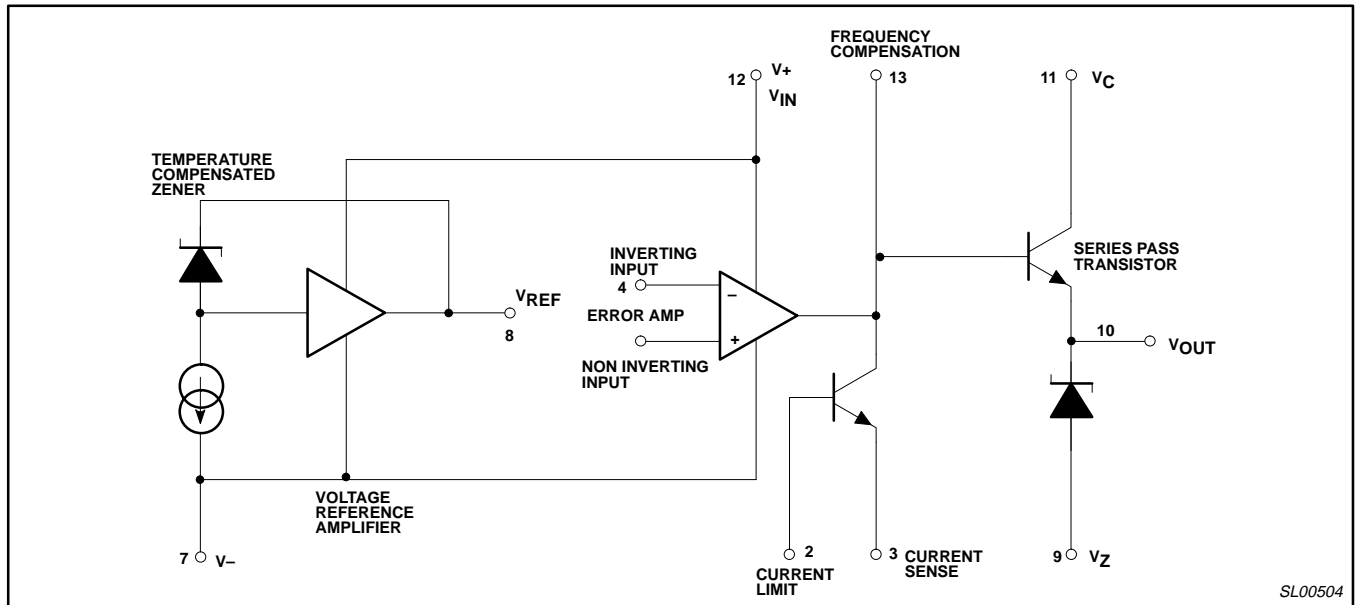 FREQUENCY
COMPENSATION
12 V+
VIN
13
11 VC
TEMPERATURE
COMPENSATED
ZENER
INVERTING
INPUT
4
–
VREF
8
ERROR AMP
+
NON INVERTING
INPUT
SERIES PASS
TRANSISTOR
10
VOUT
VOLTAGE
REFERENCE
AMPLIFIER
7 V–
2
CURRENT
LIMIT
3 CURRENT
SENSE
9 VZ
SL00504